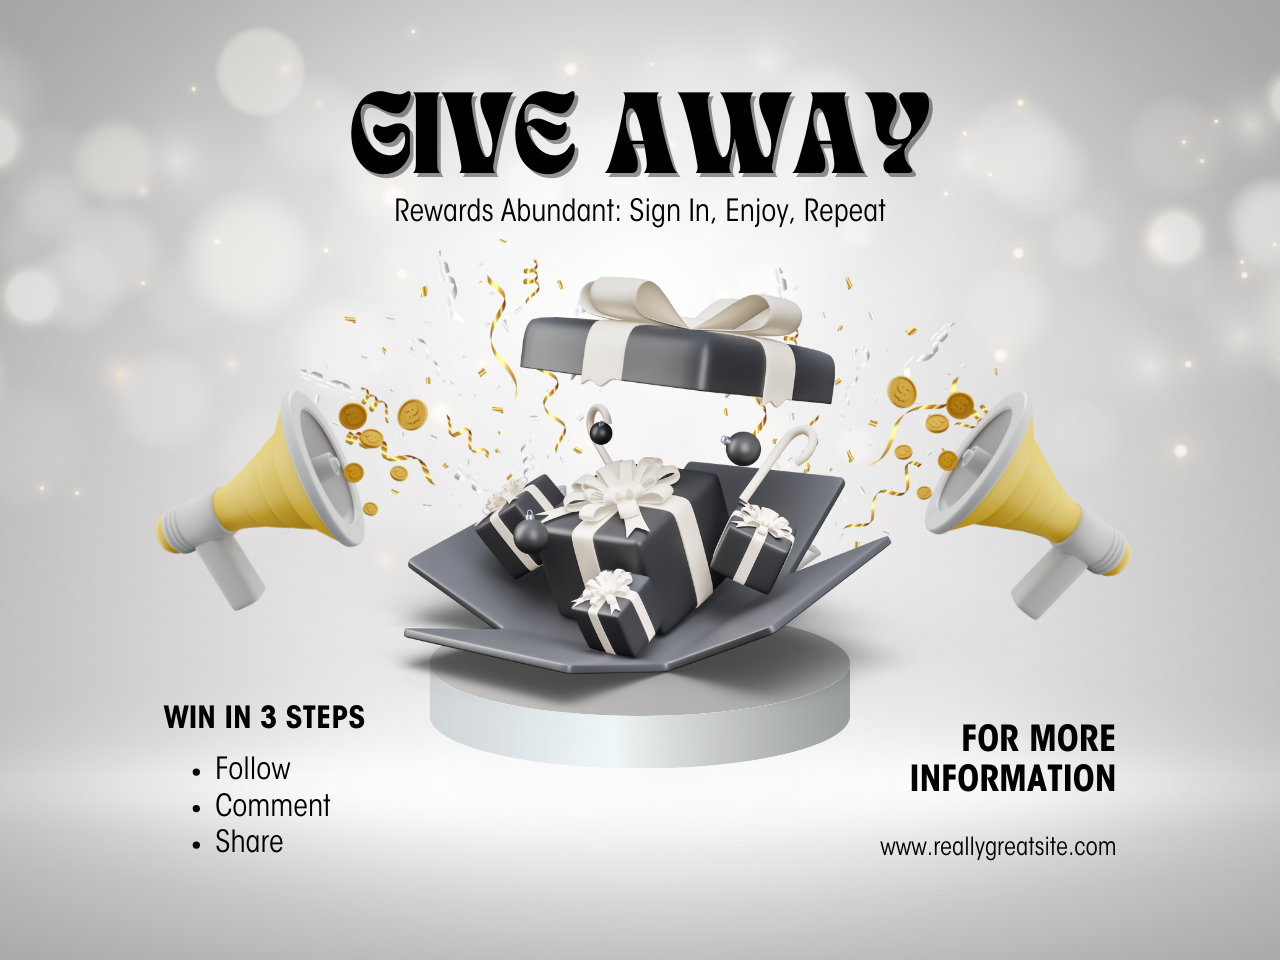 GIVE AWAY
Rewards Abundant: Sign In, Enjoy, Repeat
WIN IN 3 STEPS
• Follow
• Comment
• Share
FOR MORE
INFORMATION
www.reallygreatsite.com